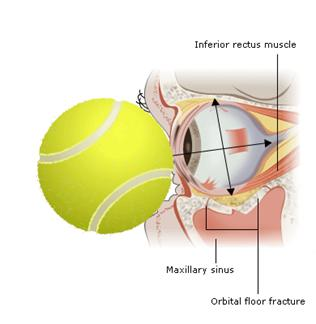 Inferior rectus muscle
Maxillary sinus
Orbital floor fracture